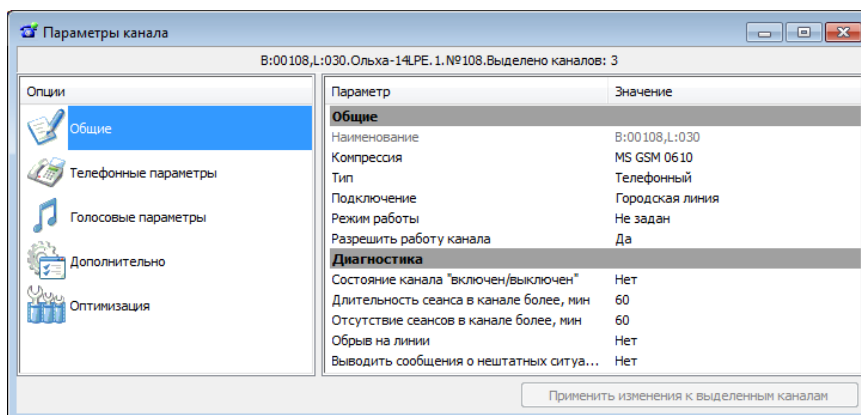 Параметры канала
B:00108,L:030.Ольха-14LPE.1.№108.Выделено каналов: 3
Опции
Общие
Телефонные параметры
Голосовые параметры
Дополнительно
Оптимизация
Параметр Значение
Общие
Наименование B:00108,L:030
Компрессия MS GSM 0610
Тип Телефонный
Подключение Городская линия
Режим работы Не задан
Разрешить работу канала Да
Диагностика
Состояние канала "включен/выключен" Нет
Длительность сеанса в канале более, мин 60
Отсутствие сеансов в канале более, мин 60
Обрыв на линии Нет
Выводить сообщения о нештатных ситуа... Нет
Применить изменения к выделенным каналам